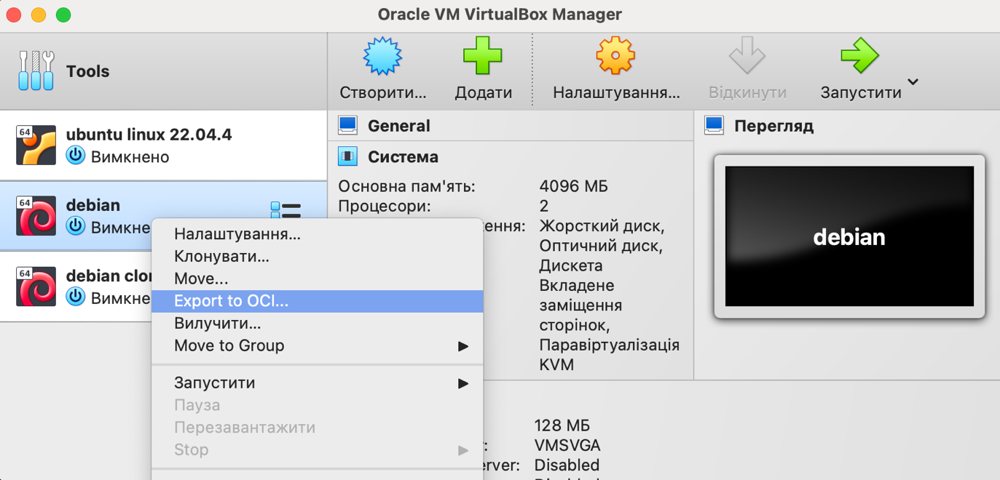 Oracle VM VirtualBox Manager
Tools
Створити...
Додати
Налаштування...
Відкинути
Запустити
64
ubuntu linux 22.04.4
Вимкнено
64
debian
Вимкне
64
debian clo
Вимкне
Налаштування...
Клонувати...
Move...
Export to OCI...
Вилучити...
Move to Group
Запустити
Пауза
Перезавантажити
Stop
General
Система
Основна пам'ять: 4096 МБ
Процесори: 2
ення: Жорсткий диск,
Оптичний диск,
Дискета
Вкладене
заміщення
сторінок,
Паравіртуалізація
KVM
128 МБ
VMSVGA
erver: Disabled
Перегляд
debian